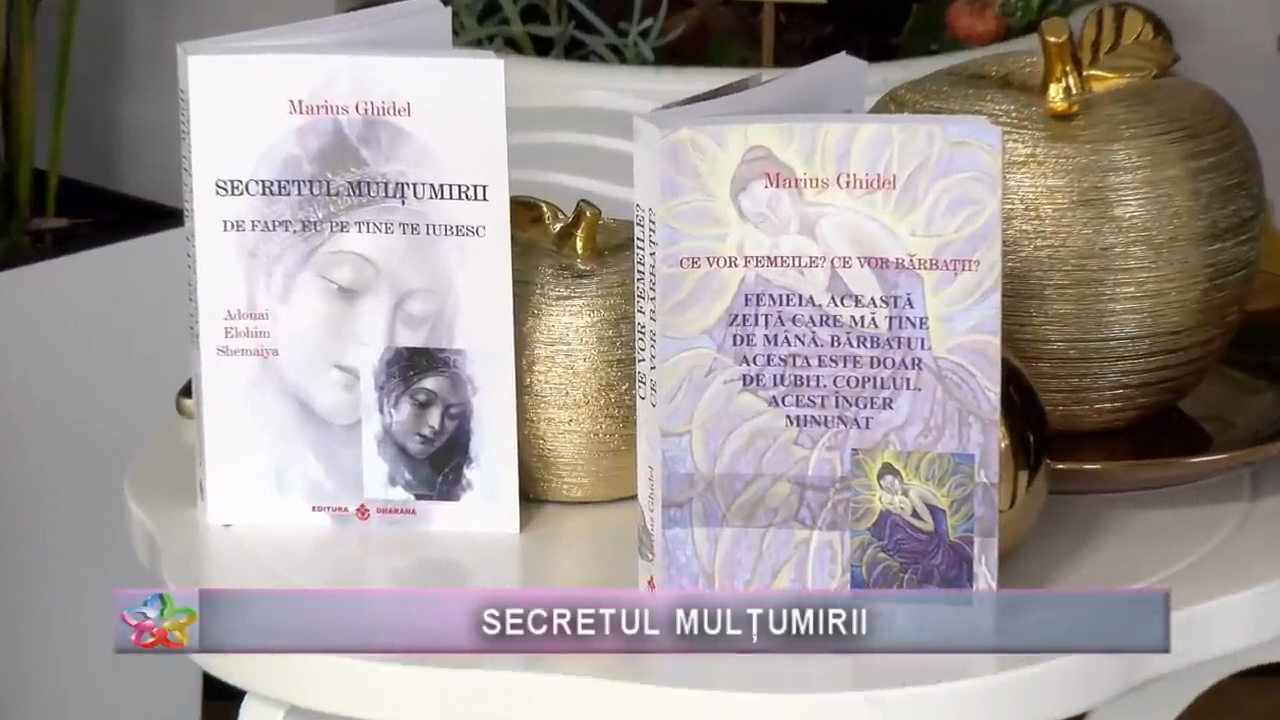 Marius Ghidel
SECRETUL MULȚUMIRII
DE FAPT, EU PE TINE TE IUBESC
Adonai
Elohim
Shemaiya
EDITURA DHARANA
CE VOR FEMEILE?
CE VOR BĂRBAȚII?
Marius Ghidel
Marius Ghidel
CE VOR FEMEILE? CE VOR BĂRBAȚII?
FEMEIA, ACEASTĂ
ZEIȚĂ CARE MĂ ȚINE
DE MÂNĂ. BĂRBATUL
ACESTA ESTE DOAR
DE IUBIT. COPILUL,
ACEST ÎNGER
MINUNAT
SECRETUL MULȚUMIRII